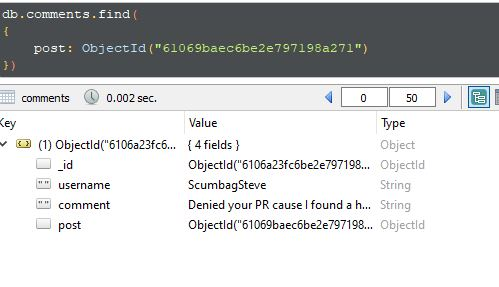 db.comments.find(
{
post: ObjectId("61069baec6be2e797198a271")
})
comments 0.002 sec. 0 50
Key Value Type
(1) ObjectId("6106a23fc6... { 4 fields } Object
_id ObjectId("6106a23fc6be2e797198... ObjectId
username ScumbagSteve String
comment Denied your PR cause I found a h... String
post ObjectId("61069baec6be2e797198... ObjectId